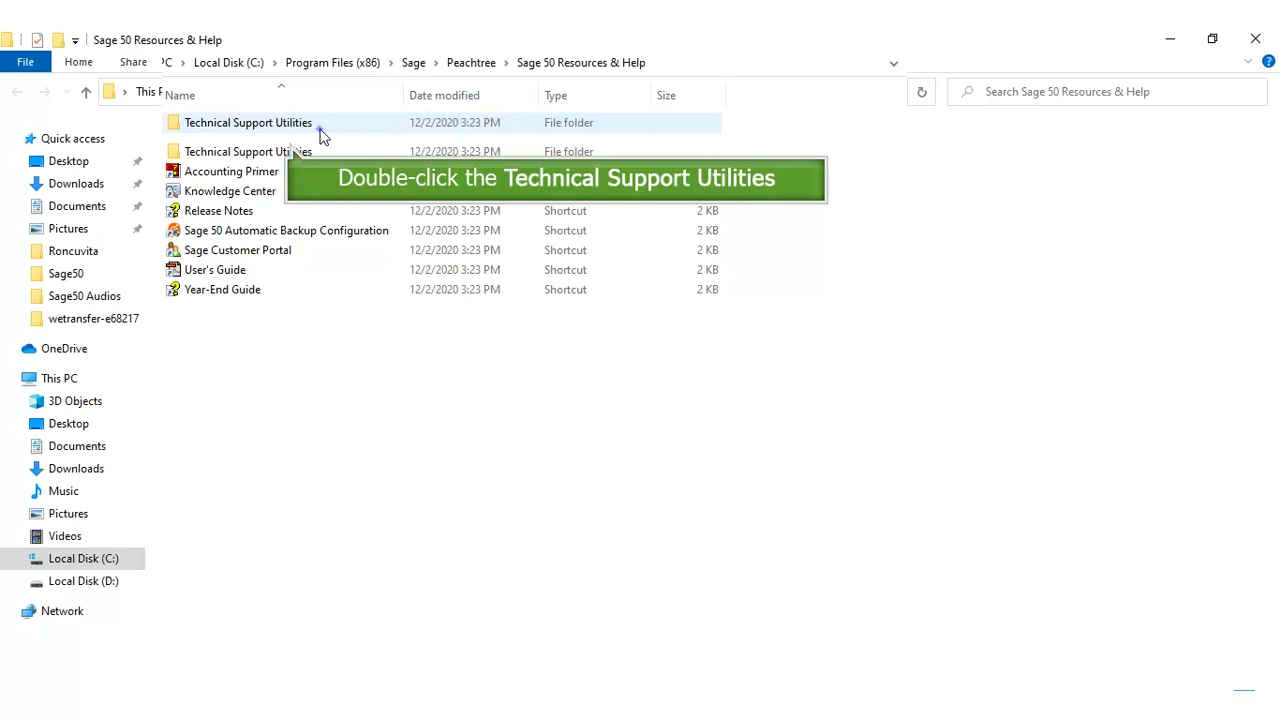 Sage 50 Resources & Help
File Home Share PC Local Disk (C:) Program Files (x86) Sage Peachtree Sage 50 Resources & Help
This P Search Sage 50 Resources & Help
Name Date modified Type Size
Technical Support Utilities 12/2/2020 3:23 PM File folder
Technical Support Utilities 12/2/2020 3:23 PM File folder
Double-click the Technical Support Utilities
Accounting Primer
Knowledge Center
Release Notes 12/2/2020 3:23 PM Shortcut 2 KB
Sage 50 Automatic Backup Configuration 12/2/2020 3:23 PM Shortcut 2 KB
Sage Customer Portal 12/2/2020 3:23 PM Shortcut 2 KB
User's Guide 12/2/2020 3:23 PM Shortcut 2 KB
Year-End Guide 12/2/2020 3:23 PM Shortcut 2 KB
Quick access
Desktop
Downloads
Documents
Pictures
Roncuvita
Sage50
Sage50 Audios
wetransfer-e68217
OneDrive
This PC
3D Objects
Desktop
Documents
Downloads
Music
Pictures
Videos
Local Disk (C:)
Local Disk (D:)
Network